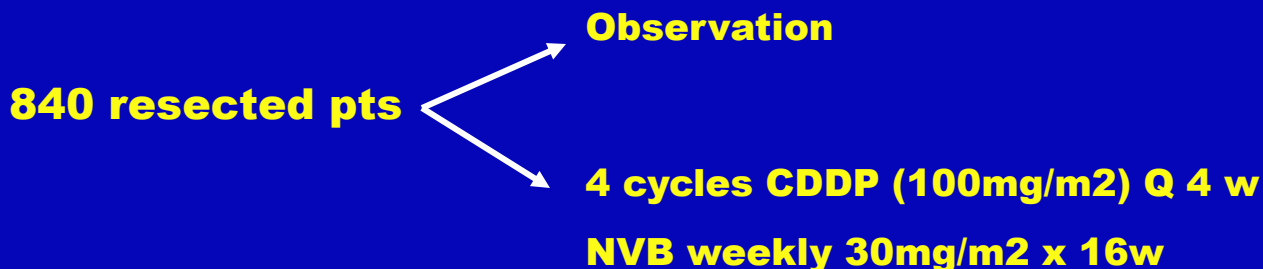 Observation
840 resected pts
4 cycles CDDP (100mg/m2) Q 4 w
NVB weekly 30mg/m2 x 16w